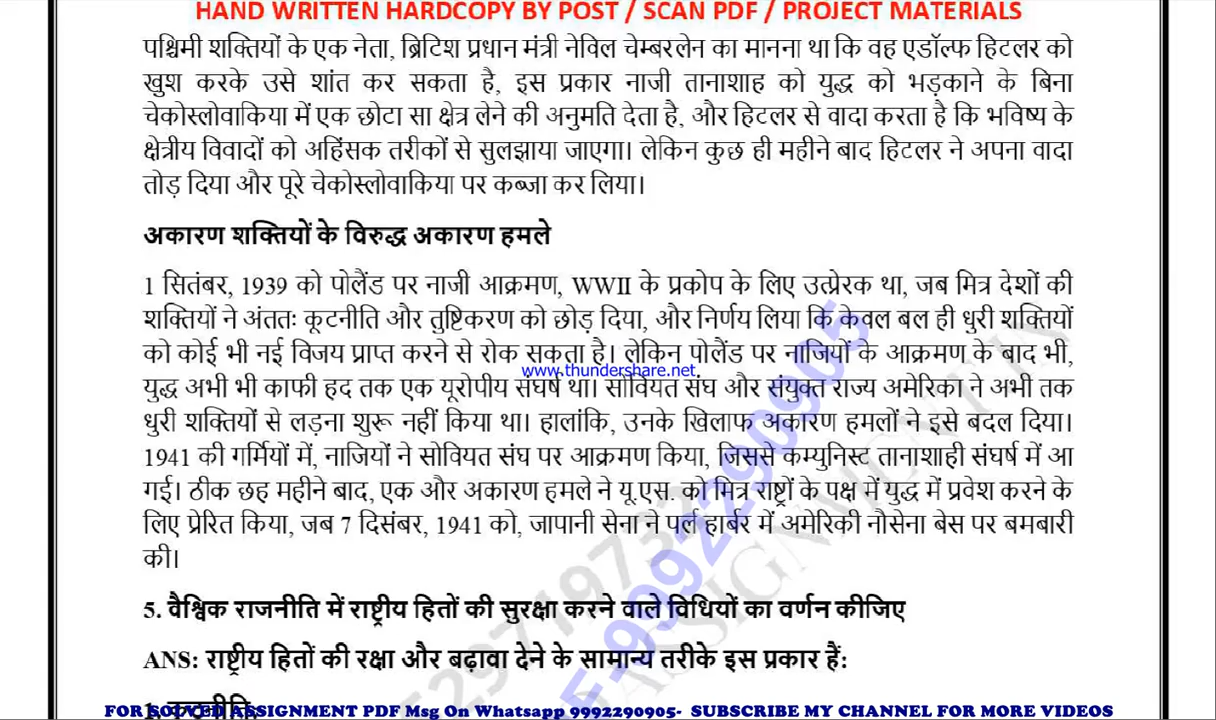 HAND WRITTEN HARDCOPY BY POST / SCAN PDF / PROJECT MATERIALS
पश्चिमी शक्तियों के एक नेता, ब्रिटिश प्रधान मंत्री नेविल चेम्बरलेन का मानना था कि वह एडॉल्फ हिटलर को
खुश करके उसे शांत कर सकता है, इस प्रकार नाजी तानाशाह को युद्ध को भड़काने के बिना
चेकोस्लोवाकिया में एक छोटा सा क्षेत्र लेने की अनुमति देता है, और हिटलर से वादा करता है कि भविष्य के
क्षेत्रीय विवादों को अहिंसक तरीकों से सुलझाया जाएगा। लेकिन कुछ ही महीने बाद हिटलर ने अपना वादा
तोड़ दिया और पूरे चेकोस्लोवाकिया पर कब्जा कर लिया।
अकारण शक्तियों के विरुद्ध अकारण हमले
1 सितंबर, 1939 को पोलैंड पर नाजी आक्रमण, WWII के प्रकोप के लिए उत्प्रेरक था, जब मित्र देशों की
शक्तियों ने अंततः कूटनीति और तुष्टिकरण को छोड़ दिया, और निर्णय लिया कि केवल बल ही धुरी शक्तियों
को कोई भी नई विजय प्राप्त करने से रोक सकता है। लेकिन पोलैंड पर नाजियों के आक्रमण के बाद भी,
www.thundershare.net
युद्ध अभी भी काफी हद तक एक यूरोपीय संघर्ष था। सोवियत संघ और संयुक्त राज्य अमेरिका ने अभी तक
धुरी शक्तियों से लड़ना शुरू नहीं किया था। हालांकि, उनके खिलाफ अकारण हमलों ने इसे बदल दिया।
1941 की गर्मियों में, नाजियों ने सोवियत संघ पर आक्रमण किया, जिससे कम्युनिस्ट तानाशाही संघर्ष में आ
गई। ठीक छह महीने बाद, एक और अकारण हमले ने यू.एस. को मित्र राष्ट्रों के पक्ष में युद्ध में प्रवेश करने के
लिए प्रेरित किया, जब 7 दिसंबर, 1941 को, जापानी सेना ने पर्ल हार्बर में अमेरिकी नौसेना बेस पर बमबारी
की।
5. वैश्विक राजनीति में राष्ट्रीय हितों की सुरक्षा करने वाले विधियों का वर्णन कीजिए
ANS: राष्ट्रीय हितों की रक्षा और बढ़ावा देने के सामान्य तरीके इस प्रकार हैं:
1. कूटनीति
FOR SOLVED ASSIGNMENT PDF Msg On Whatsapp 9992290905- SUBSCRIBE MY CHANNEL FOR MORE VIDEOS